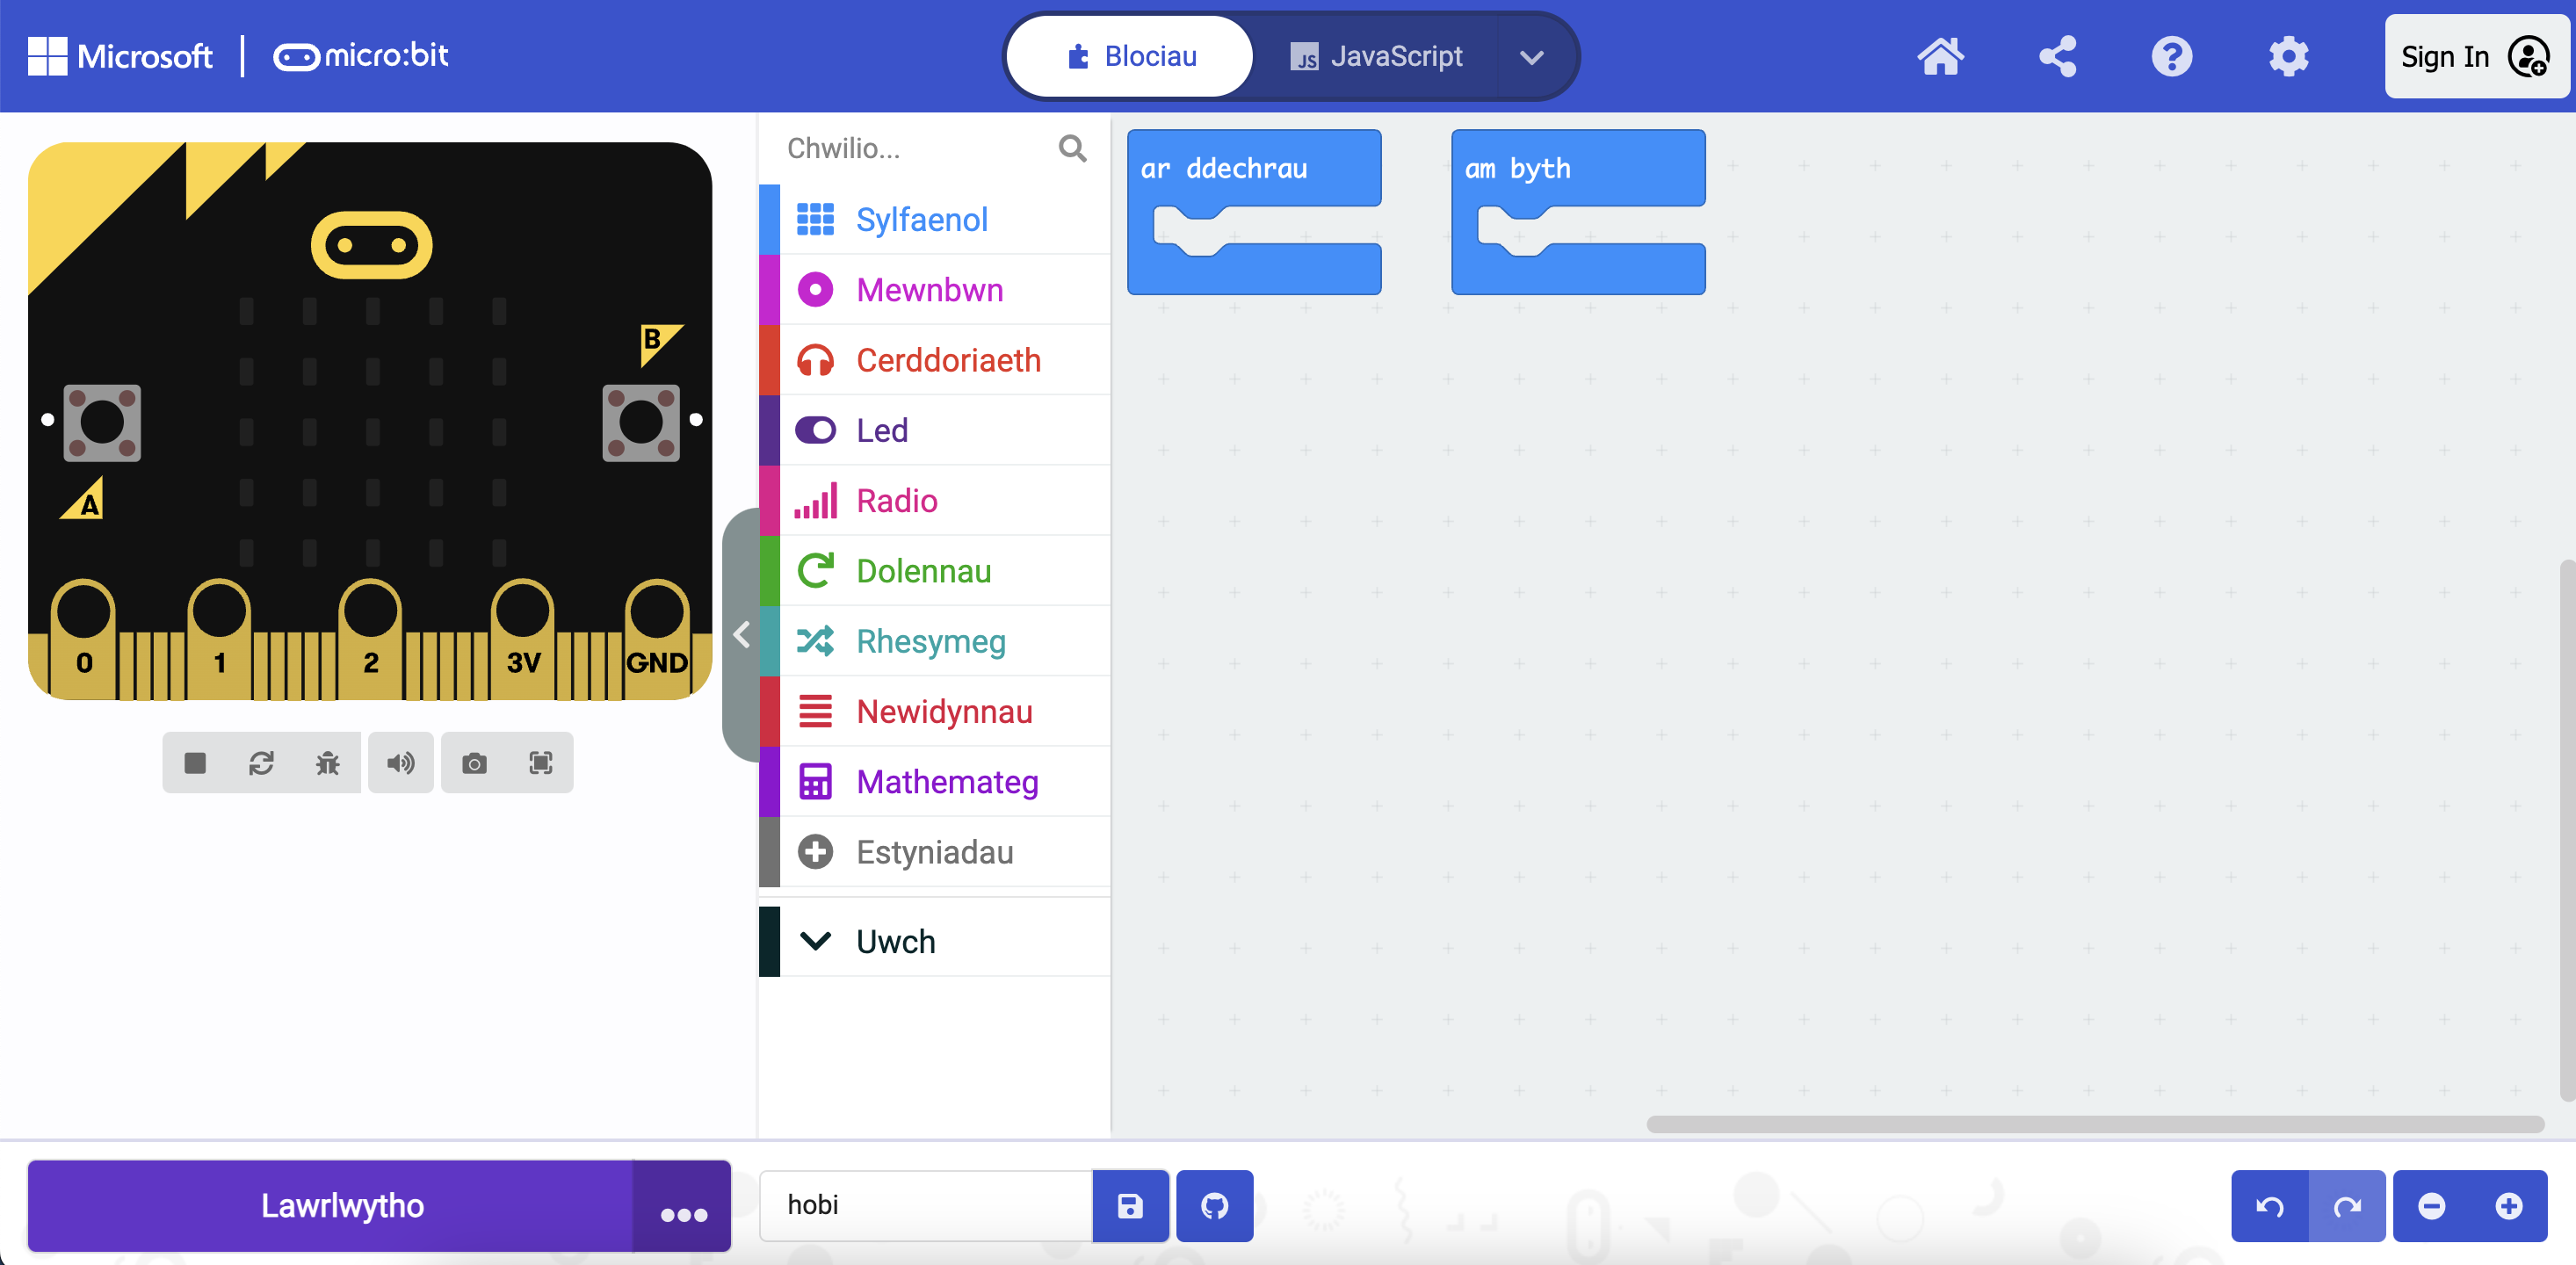 Microsoft
micro:bit
Blociau
JS JavaScript
Sign In
B
A
0 1 2 3V GND
Chwilio...
Sylfaenol
Mewnbwn
Cerddoriaeth
Led
Radio
Dolennau
Rhesymeg
Newidynnau
Mathemateg
Estyniadau
Uwch
ar ddechrau
am byth
Lawrlwytho
hobi